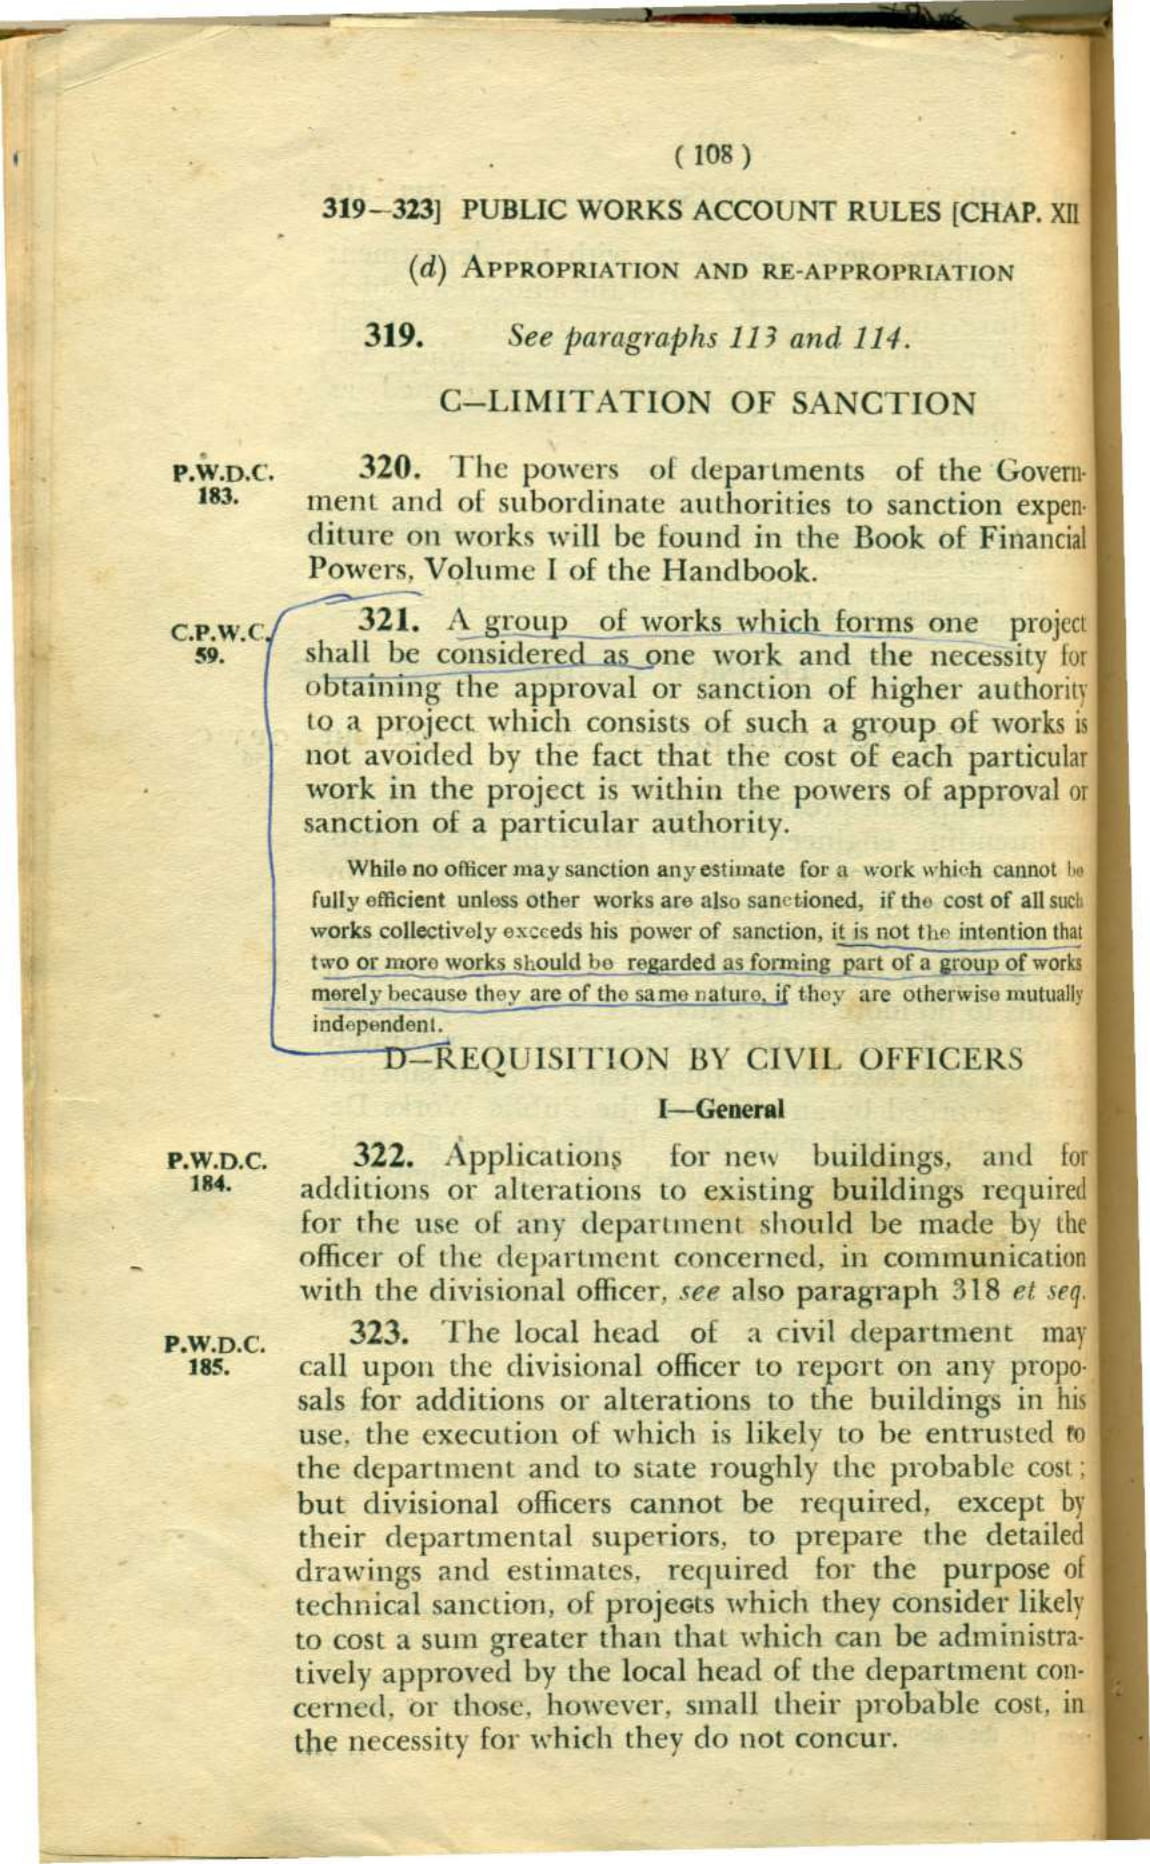 ( 108 )
319–323] PUBLIC WORKS ACCOUNT RULES [CHAP. XII
(d) APPROPRIATION AND RE-APPROPRIATION
319. See paragraphs 113 and 114.
C–LIMITATION OF SANCTION
P.W.D.C. 183.
320. The powers of departments of the Govern-
ment and of subordinate authorities to sanction expen-
diture on works will be found in the Book of Financial
Powers, Volume I of the Handbook.
C.P.W.C. 59.
321. A group of works which forms one project
shall be considered as one work and the necessity for
obtaining the approval or sanction of higher authority
to a project which consists of such a group of works is
not avoided by the fact that the cost of each particular
work in the project is within the powers of approval or
sanction of a particular authority.
While no officer may sanction any estimate for a work which cannot be
fully efficient unless other works are also sanctioned, if the cost of all such
works collectively exceeds his power of sanction, it is not the intention that
two or more works should be regarded as forming part of a group of works
merely because they are of the same nature, if they are otherwise mutually
independent.
D–REQUISITION BY CIVIL OFFICERS
I—General
P.W.D.C. 184.
322. Applications for new buildings, and for
additions or alterations to existing buildings required
for the use of any department should be made by the
officer of the department concerned, in communication
with the divisional officer, see also paragraph 318 et seq.
P.W.D.C. 185.
323. The local head of a civil department may
call upon the divisional officer to report on any propo-
sals for additions or alterations to the buildings in his
use, the execution of which is likely to be entrusted to
the department and to state roughly the probable cost;
but divisional officers cannot be required, except by
their departmental superiors, to prepare the detailed
drawings and estimates, required for the purpose of
technical sanction, of projects which they consider likely
to cost a sum greater than that which can be administra-
tively approved by the local head of the department con-
cerned, or those, however, small their probable cost, in
the necessity for which they do not concur.